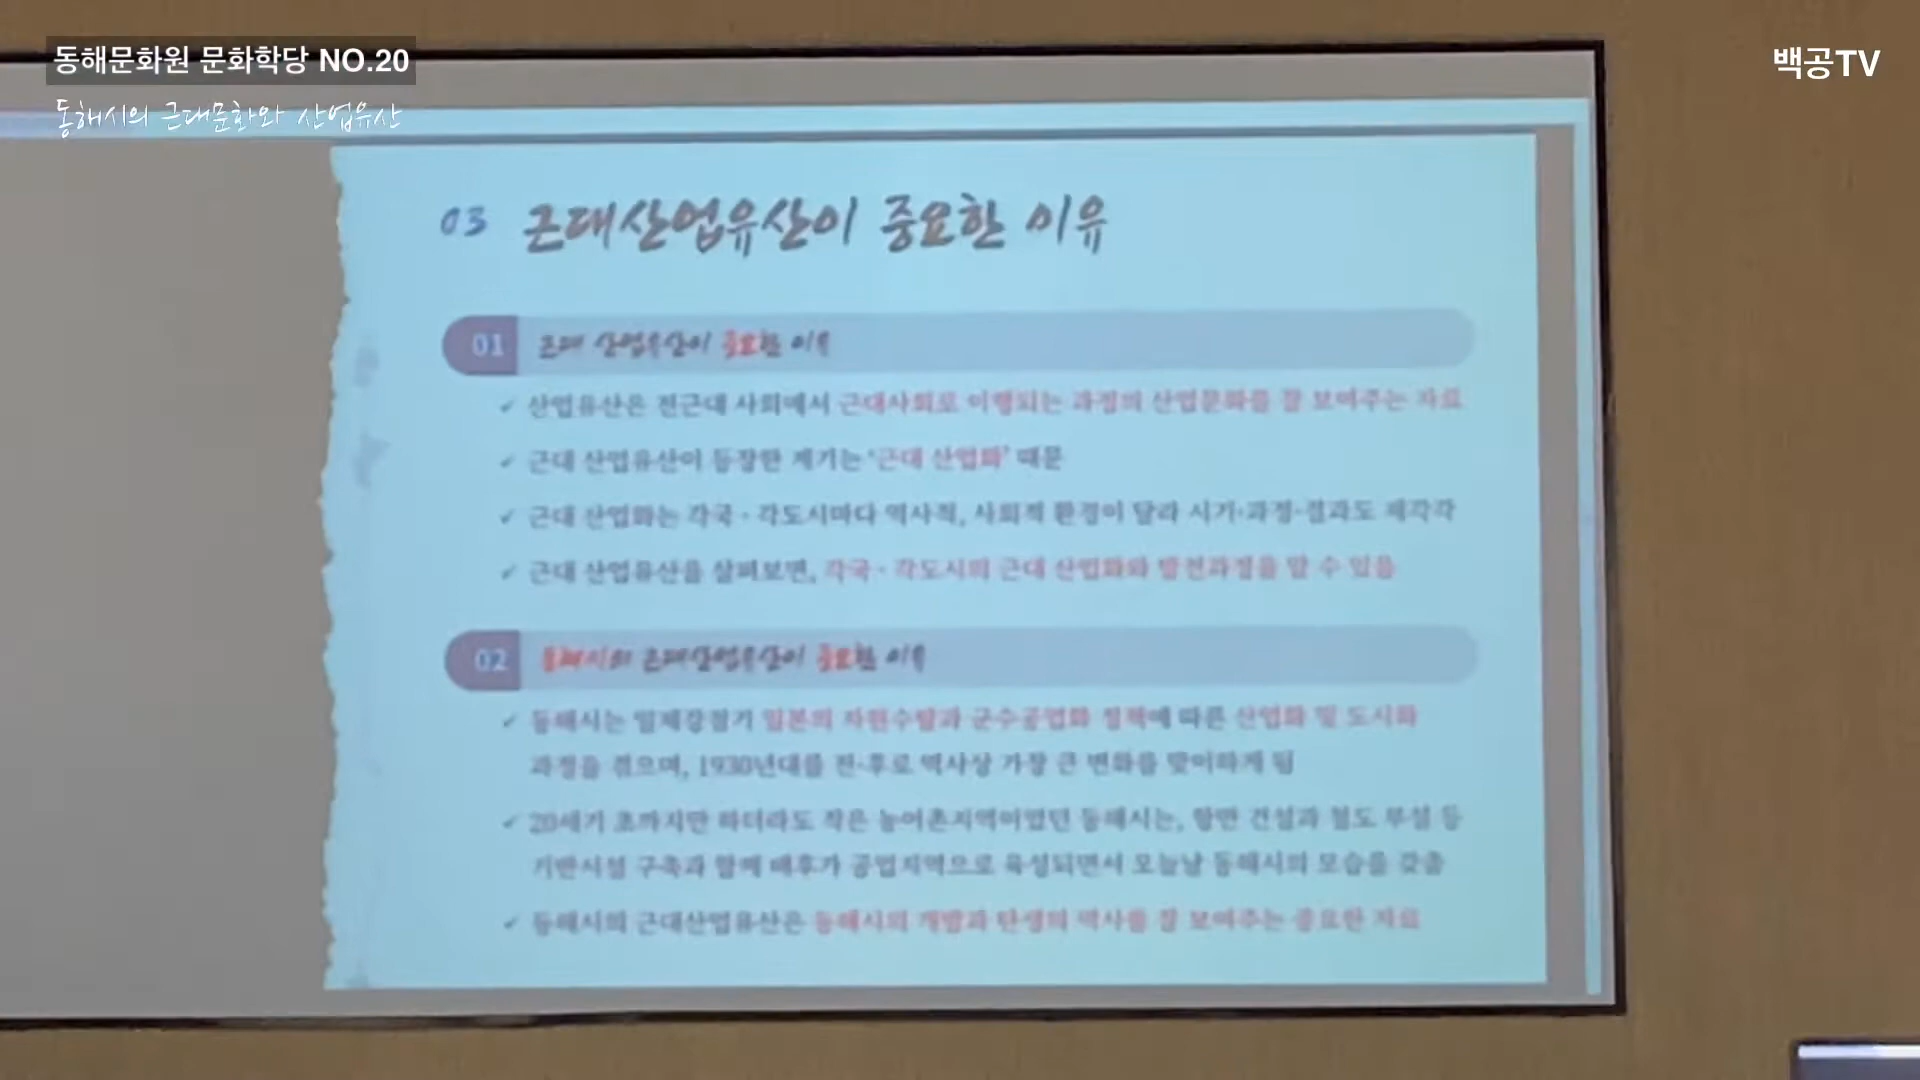 동해문화원 문화학당 NO.20
백공TV
동해시의 근대문화와 산업유산
03 근대산업유산이 중요한 이유
01 근대 산업유산이 중요한 이유
✓ 산업유산은 전근대 사회에서 근대사회로 이행되는 과정의 산업문화를 잘 보여주는 자료
✓ 근대 산업유산이 등장한 계기는 '근대 산업화' 때문
✓ 근대 산업화는 각국·각도시마다 역사적, 사회적 환경이 달라 시기·과정·결과도 제각각
✓ 근대 산업유산을 살펴보면, 각국·각도시의 근대 산업화와 발전과정을 알 수 있음
02 동해시의 근대산업유산이 중요한 이유
✓ 동해시는 일제강점기 일본의 자원수탈과 군수공업화 정책에 따른 산업화 및 도시화
과정을 겪으며, 1930년대를 전·후로 역사상 가장 큰 변화를 맞이하게 됨
✓ 20세기 초까지만 하더라도 작은 농어촌지역이었던 동해시는, 항만 건설과 철도 부설 등
기반시설 구축과 함께 배후가 공업지역으로 육성되면서 오늘날 동해시의 모습을 갖춤
✓ 동해시의 근대산업유산은 동해시의 개발과 탄생의 역사를 잘 보여주는 중요한 자료